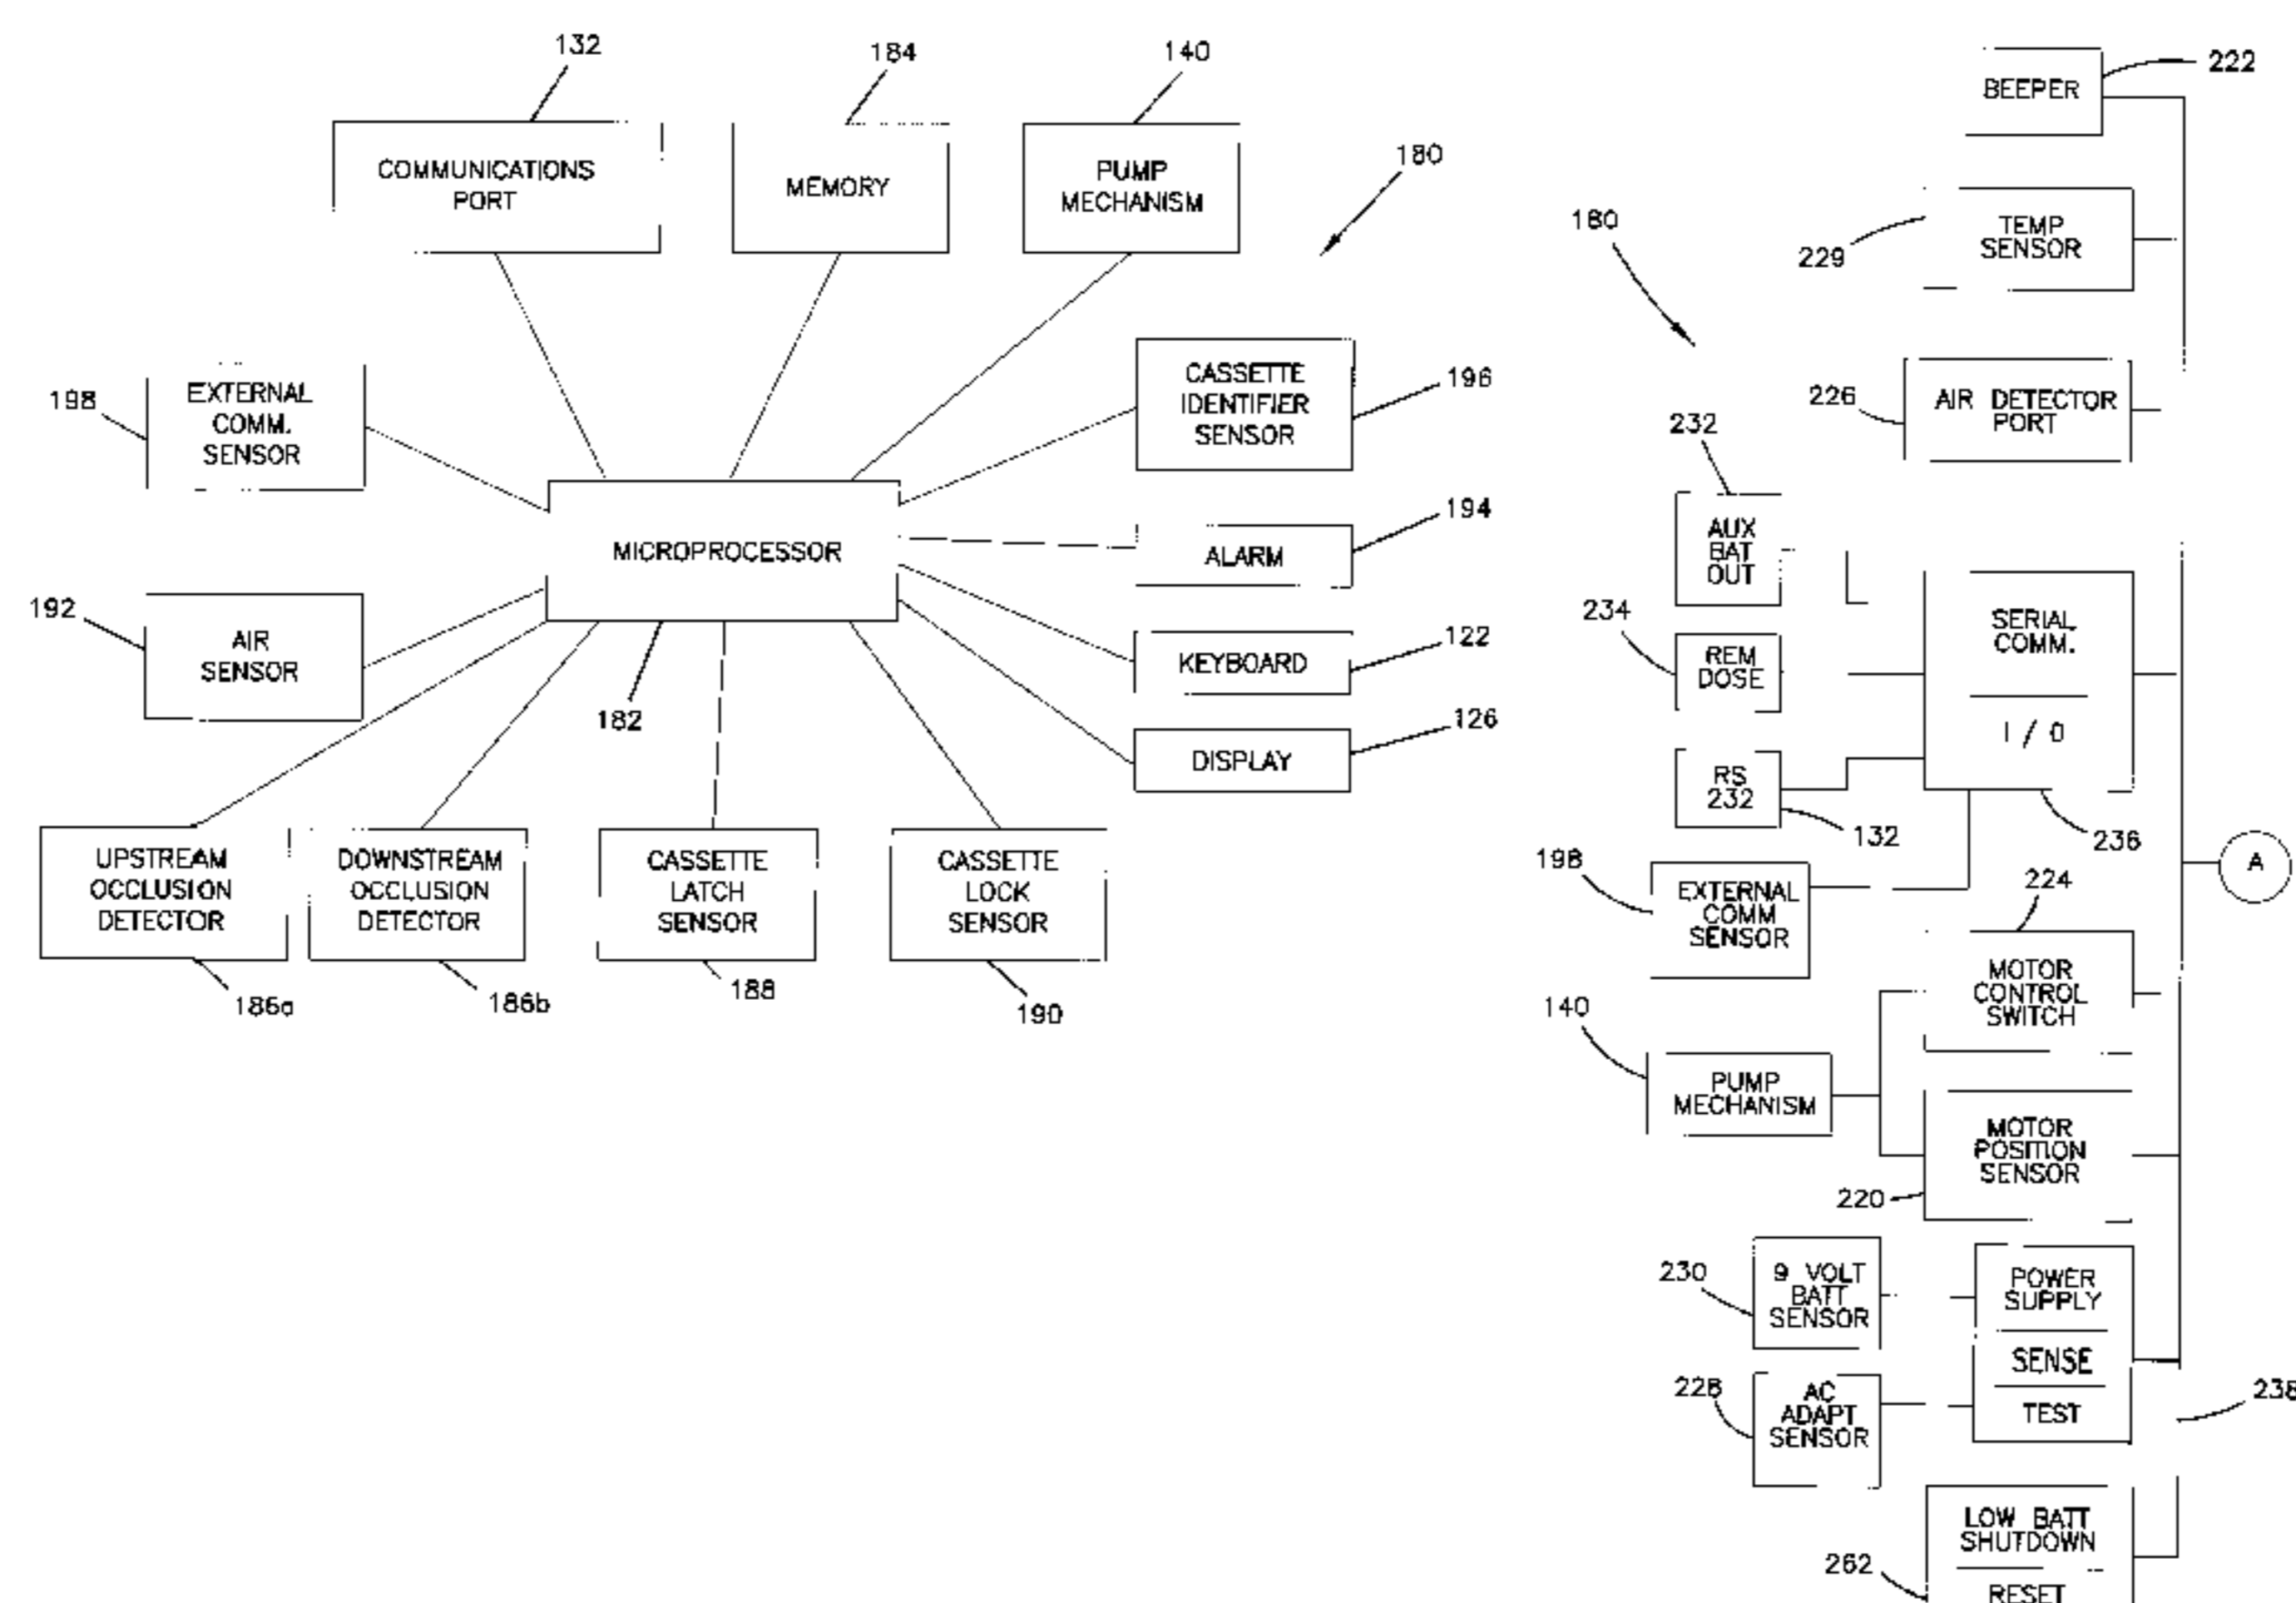 132
184
140
COMMUNICATIONS
PORT
MEMORY
PUMP
MECHANISM
180
198
EXTERNAL
COMM.
SENSOR
CASSETTE
IDENTIFIER
SENSOR
196
MICROPROCESSOR
182
ALARM
194
192
AIR
SENSOR
KEYBOARD
122
DISPLAY
126
UPSTREAM
OCCLUSION
DETECTOR
186a
DOWNSTREAM
OCCLUSION
DETECTOR
186b
CASSETTE
LATCH
SENSOR
188
CASSETTE
LOCK
SENSOR
190
180
BEEPER
222
TEMP
SENSOR
229
AIR DETECTOR
PORT
226
232
AUX
BAT
OUT
234
REM
DOSE
SERIAL
COMM.
I / O
236
RS
232
132
198
EXTERNAL
COMM
SENSOR
A
224
MOTOR
CONTROL
SWITCH
140
PUMP
MECHANISM
MOTOR
POSITION
SENSOR
220
230
9 VOLT
BATT
SENSOR
POWER
SUPPLY
SENSE
TEST
238
228
AC
ADAPT
SENSOR
LOW BATT
SHUTDOWN
RESET
262